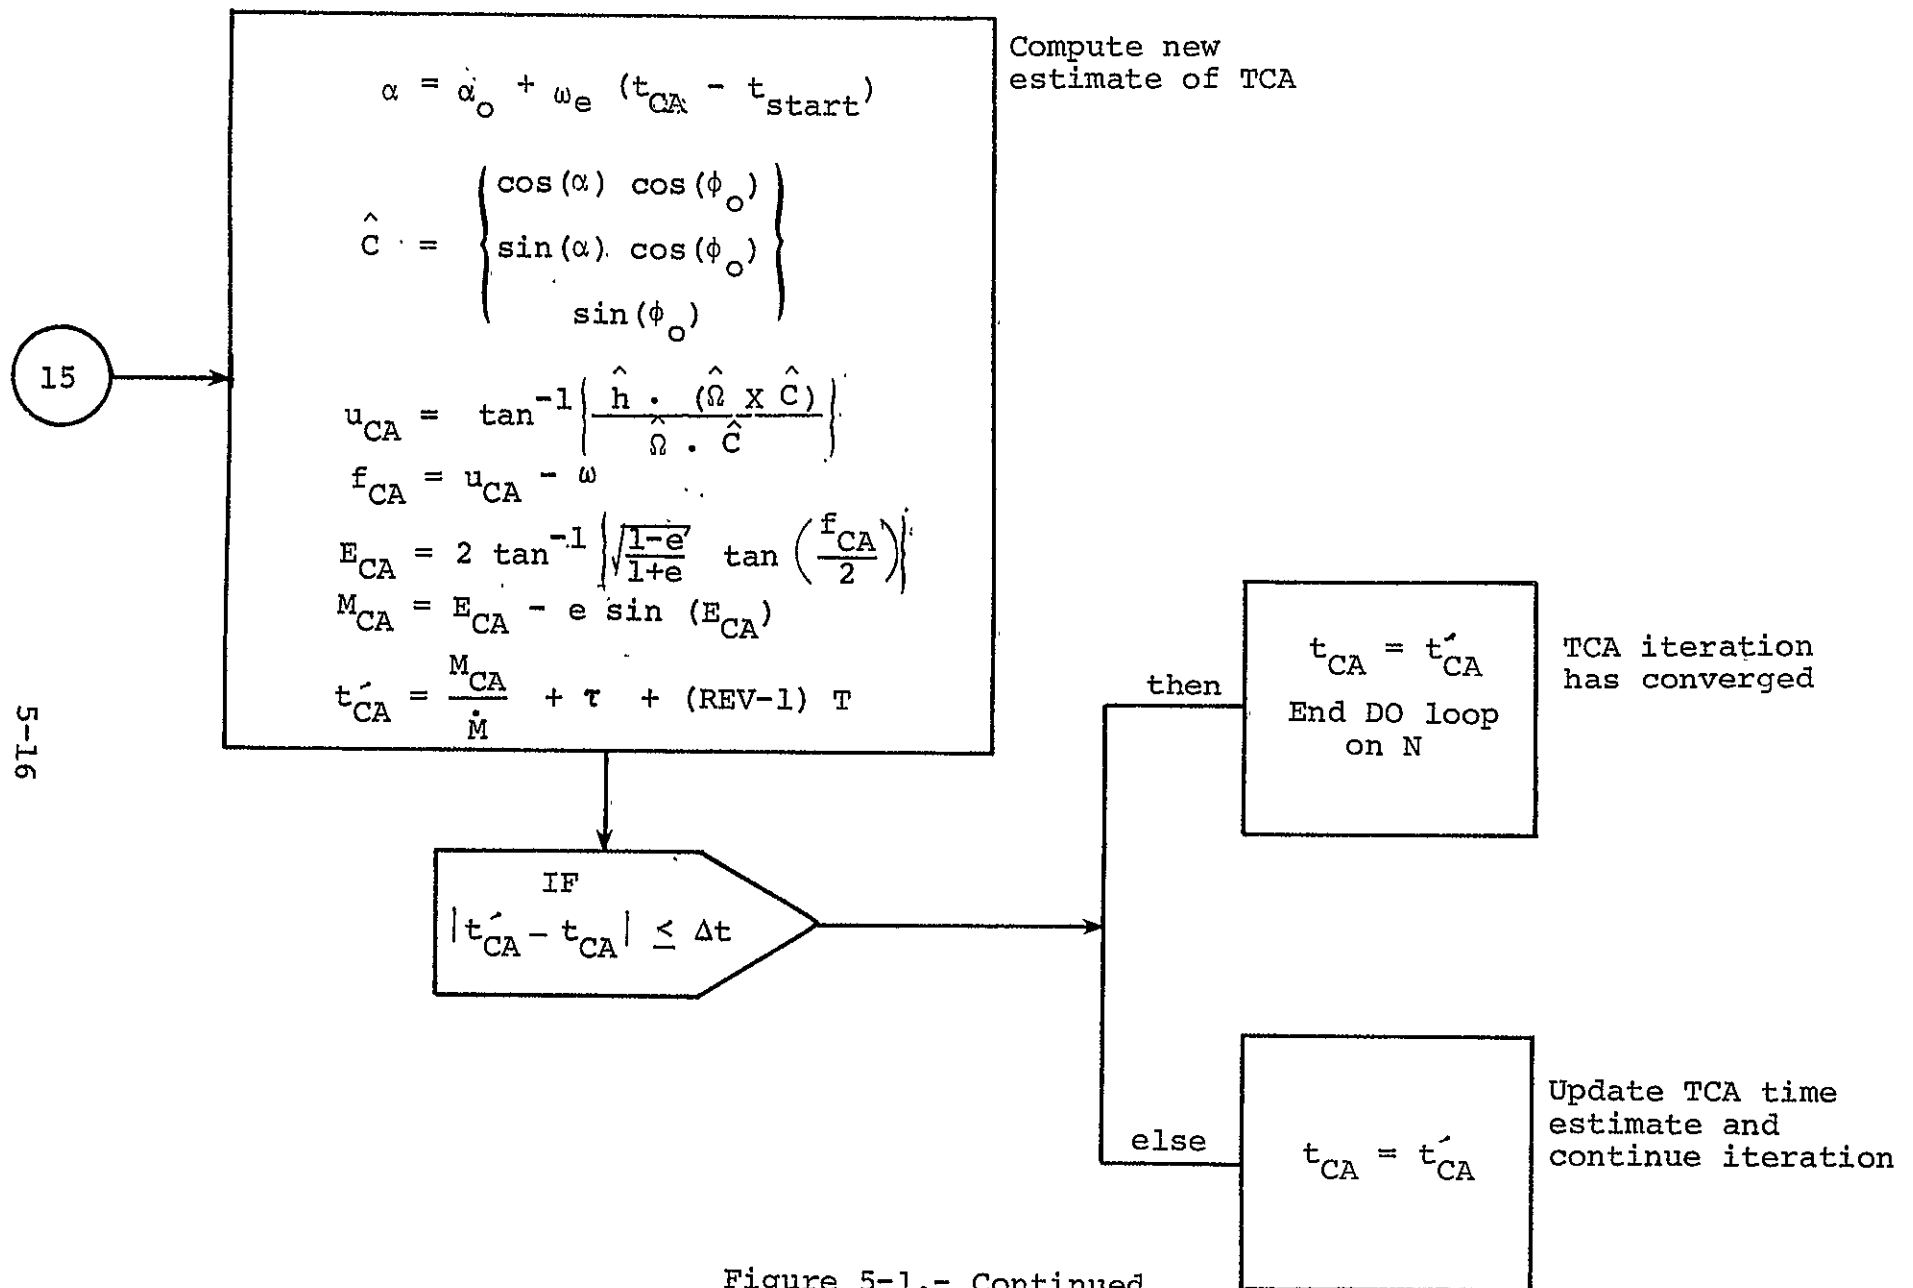 Compute new
estimate of TCA
α = α_o + ω_e (t_CA - t_start)
Ĉ = { cos(α) cos(φ_o)
sin(α) cos(φ_o)
sin(φ_o) }
15
u_CA = tan^-1 { ĥ · (Ω̂ X Ĉ) / Ω̂ · Ĉ }
f_CA = u_CA - ω
E_CA = 2 tan^-1 { √(1-e / 1+e) tan (f_CA / 2) }
M_CA = E_CA - e sin (E_CA)
t´_CA = M_CA / Ṁ + τ + (REV-1) T
IF
|t´_CA - t_CA| ≤ Δt
then
t_CA = t´_CA
End DO loop
on N
TCA iteration
has converged
else
t_CA = t´_CA
Update TCA time
estimate and
continue iteration
5-16
Figure 5-1.- Continued